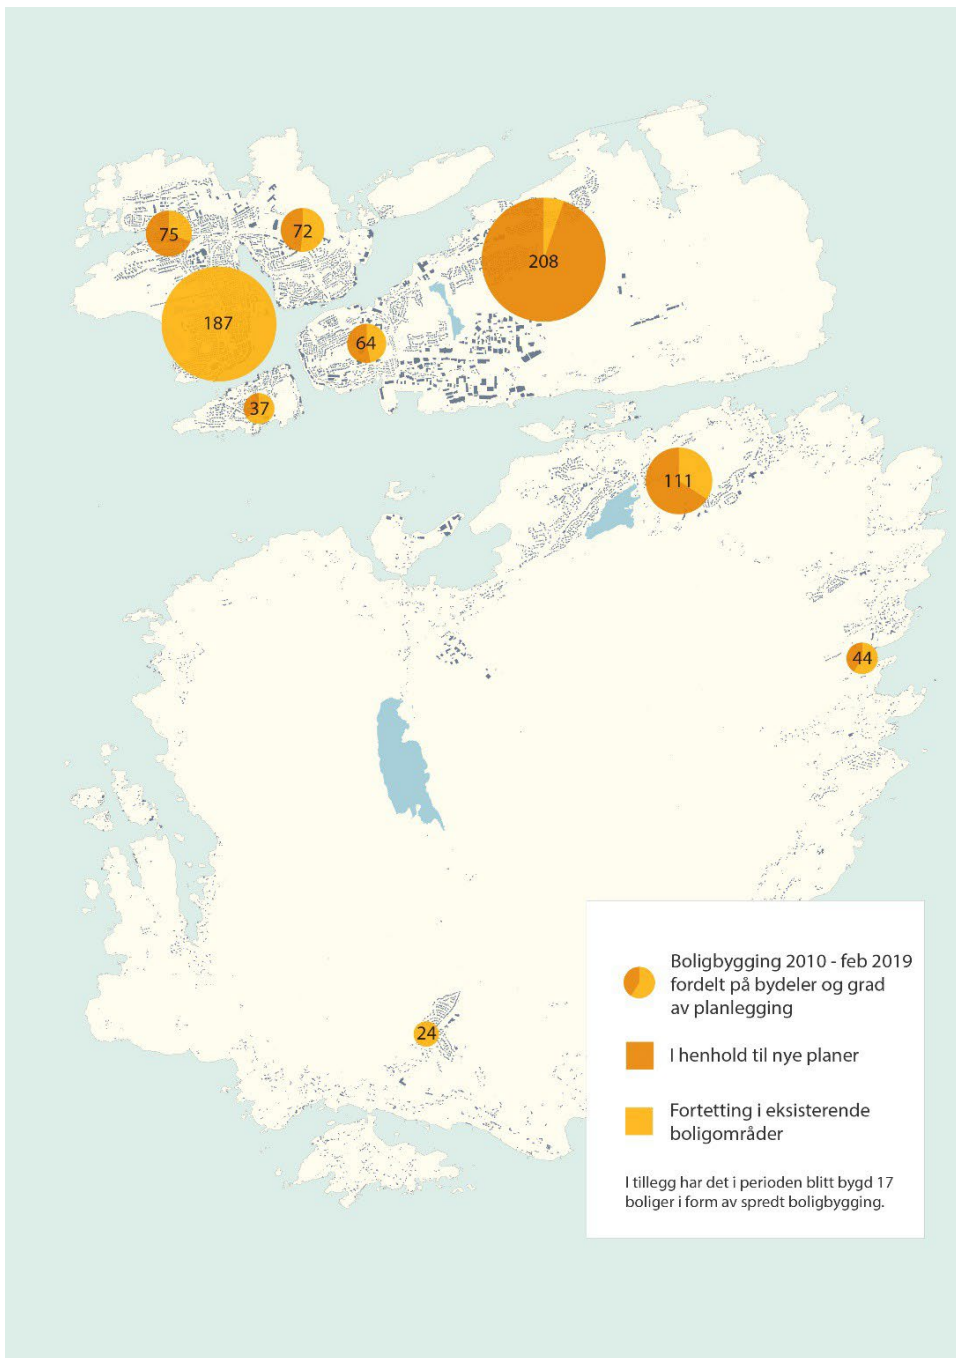 75
72
208
187
64
37
111
44
24
Boligbygging 2010 - feb 2019
fordelt på bydeler og grad
av planlegging
I henhold til nye planer
Fortetting i eksisterende
boligområder
I tillegg har det i perioden blitt bygd 17
boliger i form av spredt boligbygging.